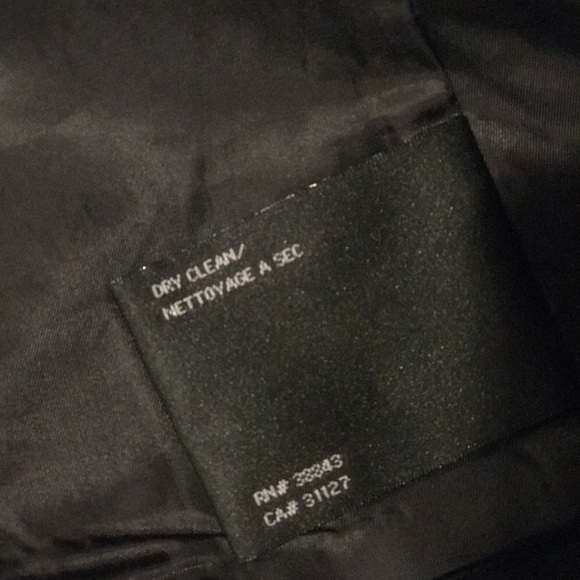 DRY CLEAN/
NETTOYAGE A SEC
RN# 38843
CA# 31127